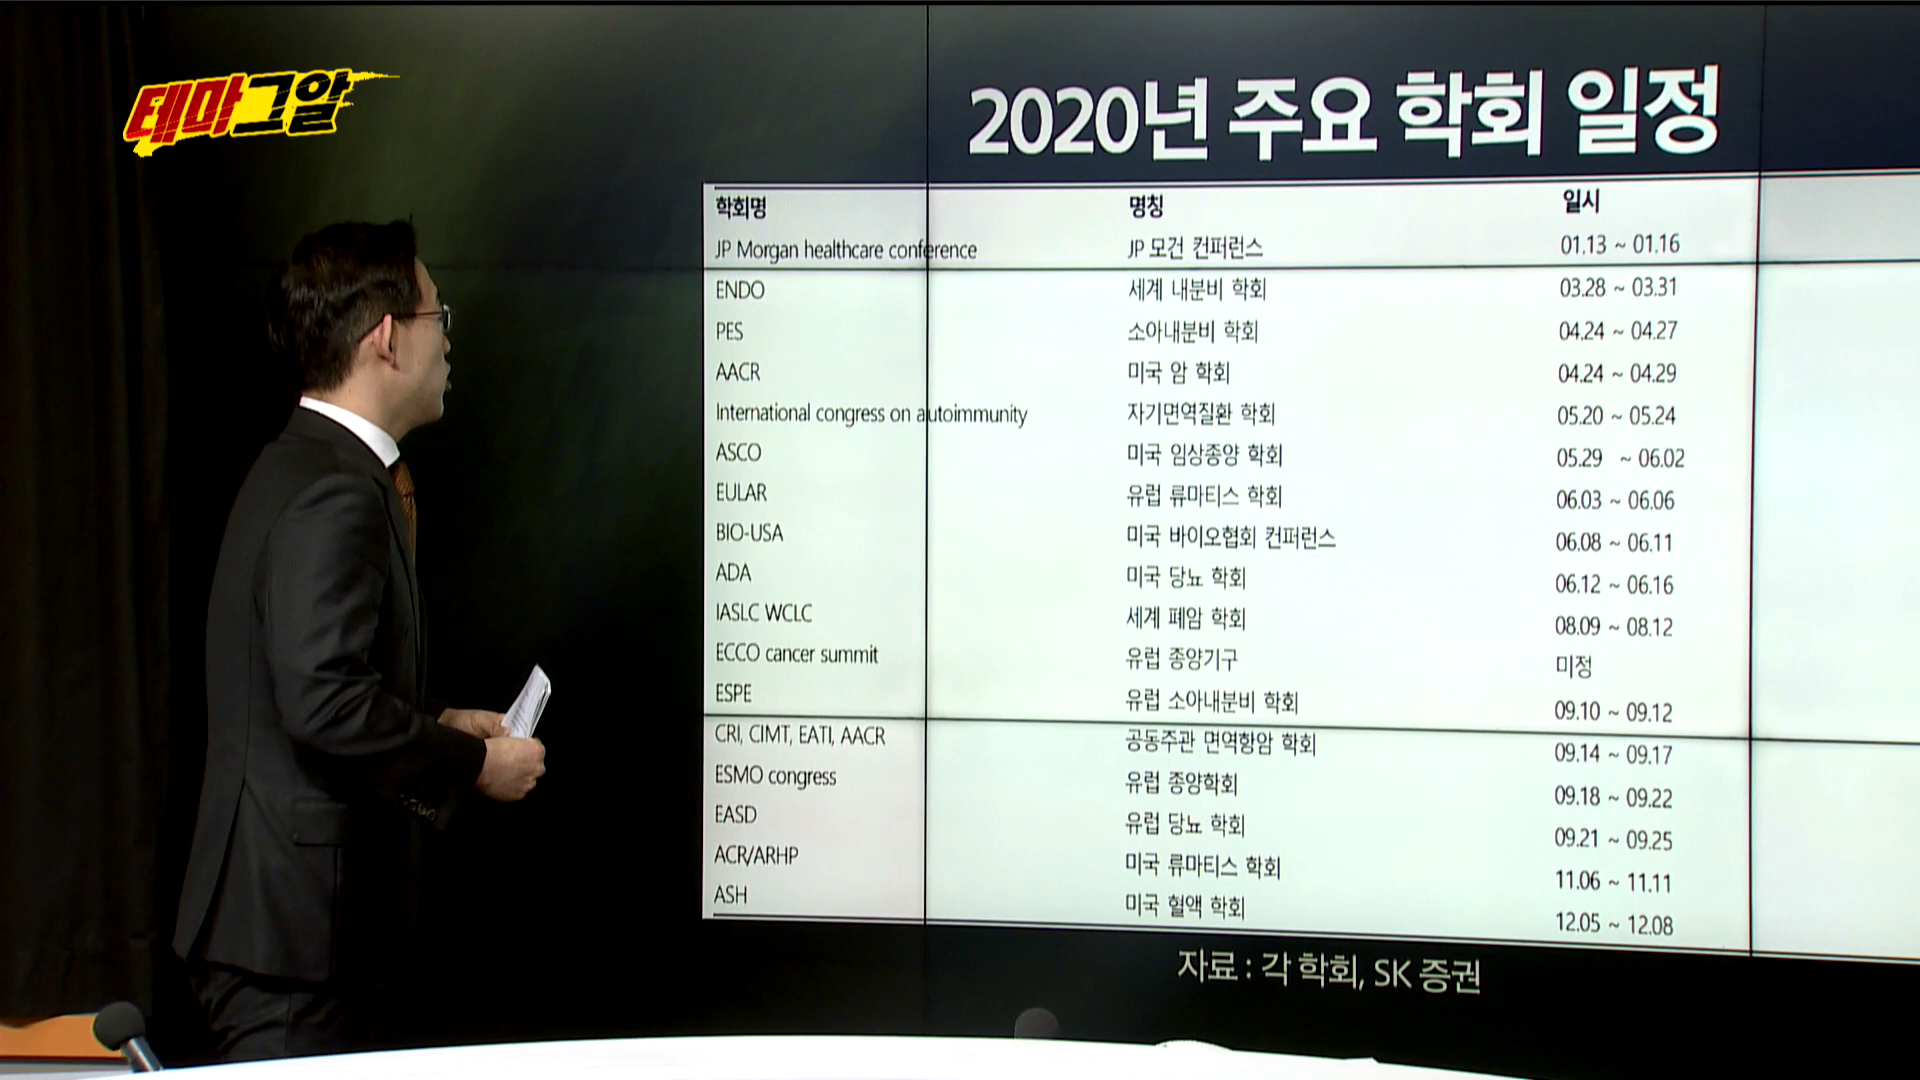 테마그알
2020년 주요 학회 일정
학회명 명칭 일시
JP Morgan healthcare conference JP 모건 컨퍼런스 01.13 ~ 01.16
ENDO 세계 내분비 학회 03.28 ~ 03.31
PES 소아내분비 학회 04.24 ~ 04.27
AACR 미국 암 학회 04.24 ~ 04.29
International congress on autoimmunity 자기면역질환 학회 05.20 ~ 05.24
ASCO 미국 임상종양 학회 05.29 ~ 06.02
EULAR 유럽 류마티스 학회 06.03 ~ 06.06
BIO-USA 미국 바이오협회 컨퍼런스 06.08 ~ 06.11
ADA 미국 당뇨 학회 06.12 ~ 06.16
IASLC WCLC 세계 폐암 학회 08.09 ~ 08.12
ECCO cancer summit 유럽 종양기구 미정
ESPE 유럽 소아내분비 학회 09.10 ~ 09.12
CRI, CIMT, EATI, AACR 공동주관 면역항암 학회 09.14 ~ 09.17
ESMO congress 유럽 종양학회 09.18 ~ 09.22
EASD 유럽 당뇨 학회 09.21 ~ 09.25
ACR/ARHP 미국 류마티스 학회 11.06 ~ 11.11
ASH 미국 혈액 학회 12.05 ~ 12.08
자료 : 각 학회, SK 증권